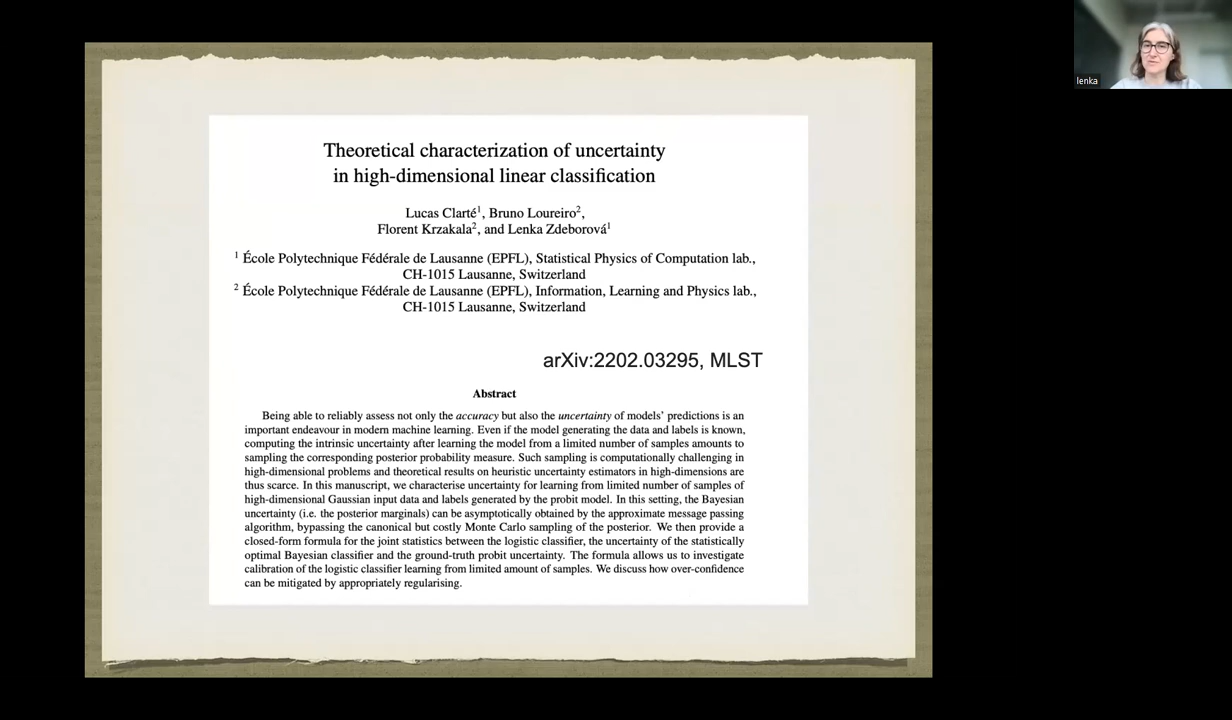 Theoretical characterization of uncertainty
in high-dimensional linear classification
Lucas Clarté1, Bruno Loureiro2,
Florent Krzakala2, and Lenka Zdeborová1
1 École Polytechnique Fédérale de Lausanne (EPFL), Statistical Physics of Computation lab.,
CH-1015 Lausanne, Switzerland
2 École Polytechnique Fédérale de Lausanne (EPFL), Information, Learning and Physics lab.,
CH-1015 Lausanne, Switzerland
arXiv:2202.03295, MLST
Abstract
Being able to reliably assess not only the accuracy but also the uncertainty of models' predictions is an
important endeavour in modern machine learning. Even if the model generating the data and labels is known,
computing the intrinsic uncertainty after learning the model from a limited number of samples amounts to
sampling the corresponding posterior probability measure. Such sampling is computationally challenging in
high-dimensional problems and theoretical results on heuristic uncertainty estimators in high-dimensions are
thus scarce. In this manuscript, we characterise uncertainty for learning from limited number of samples of
high-dimensional Gaussian input data and labels generated by the probit model. In this setting, the Bayesian
uncertainty (i.e. the posterior marginals) can be asymptotically obtained by the approximate message passing
algorithm, bypassing the canonical but costly Monte Carlo sampling of the posterior. We then provide a
closed-form formula for the joint statistics between the logistic classifier, the uncertainty of the statistically
optimal Bayesian classifier and the ground-truth probit uncertainty. The formula allows us to investigate
calibration of the logistic classifier learning from limited amount of samples. We discuss how over-confidence
can be mitigated by appropriately regularising.
lenka